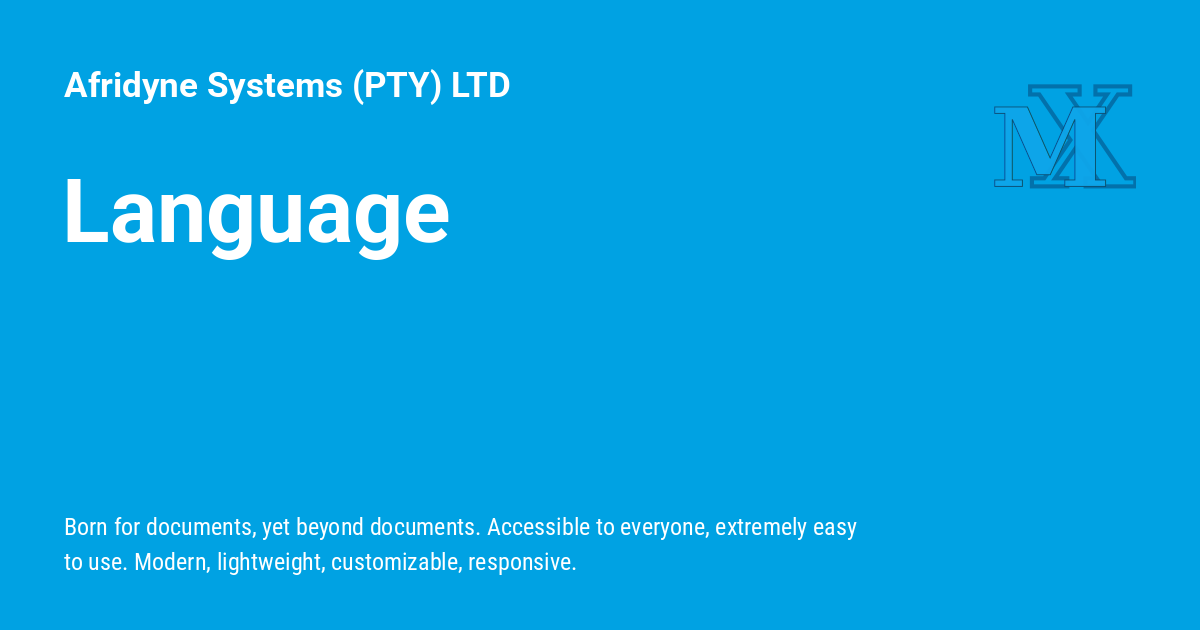 Afridyne Systems (PTY) LTD
MX
Language
Born for documents, yet beyond documents. Accessible to everyone, extremely easy
to use. Modern, lightweight, customizable, responsive.